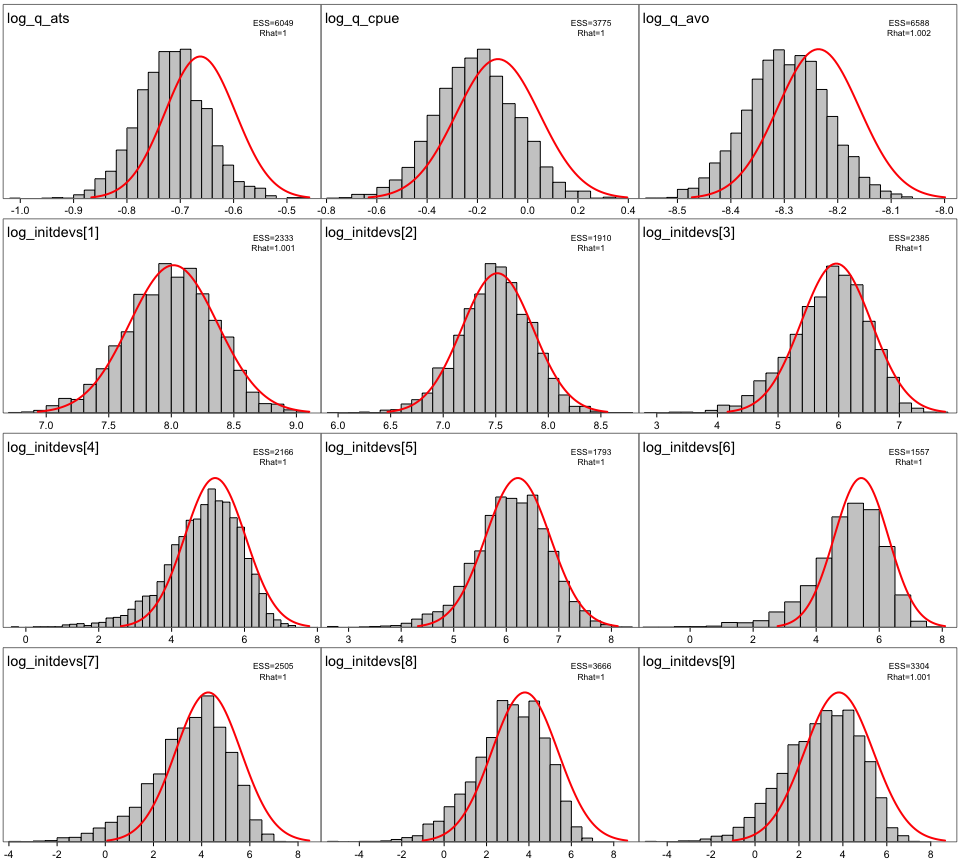 log_q_ats
ESS=6049
Rhat=1
-1.0 -0.9 -0.8 -0.7 -0.6 -0.5
log_q_cpue
ESS=3775
Rhat=1
-0.8 -0.6 -0.4 -0.2 0.0 0.2 0.4
log_q_avo
ESS=6588
Rhat=1.002
-8.5 -8.4 -8.3 -8.2 -8.1 -8.0
log_initdevs[1]
ESS=2333
Rhat=1.001
7.0 7.5 8.0 8.5 9.0
log_initdevs[2]
ESS=1910
Rhat=1
6.0 6.5 7.0 7.5 8.0 8.5
log_initdevs[3]
ESS=2385
Rhat=1
3 4 5 6 7
log_initdevs[4]
ESS=2166
Rhat=1
0 2 4 6 8
log_initdevs[5]
ESS=1793
Rhat=1
3 4 5 6 7 8
log_initdevs[6]
ESS=1557
Rhat=1
0 2 4 6 8
log_initdevs[7]
ESS=2505
Rhat=1
-4 -2 0 2 4 6 8
log_initdevs[8]
ESS=3666
Rhat=1
-4 -2 0 2 4 6 8
log_initdevs[9]
ESS=3304
Rhat=1.001
-4 -2 0 2 4 6 8